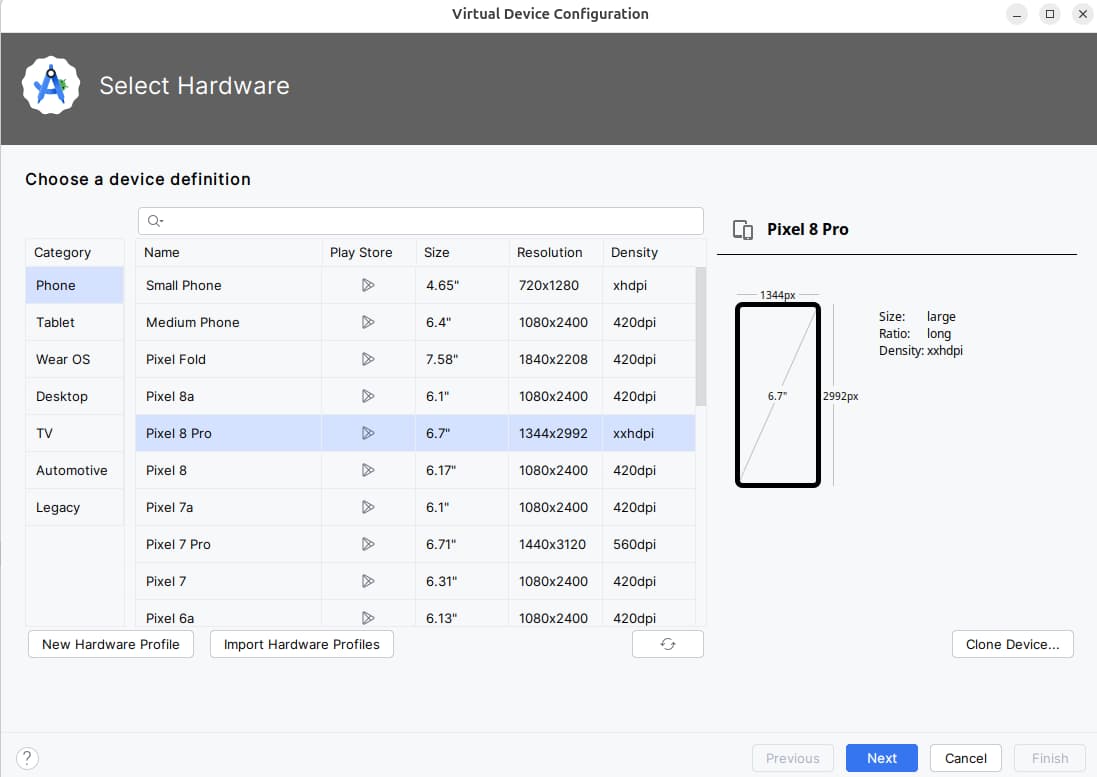 Virtual Device Configuration
Select Hardware
Choose a device definition
Category
Phone
Tablet
Wear OS
Desktop
TV
Automotive
Legacy
Name Play Store Size Resolution Density
Small Phone 4.65" 720x1280 xhdpi
Medium Phone 6.4" 1080x2400 420dpi
Pixel Fold 7.58" 1840x2208 420dpi
Pixel 8a 6.1" 1080x2400 420dpi
Pixel 8 Pro 6.7" 1344x2992 xxhdpi
Pixel 8 6.17" 1080x2400 420dpi
Pixel 7a 6.1" 1080x2400 420dpi
Pixel 7 Pro 6.71" 1440x3120 560dpi
Pixel 7 6.31" 1080x2400 420dpi
Pixel 6a 6.13" 1080x2400 420dpi
Pixel 8 Pro
1344px
6.7"
2992px
Size: large
Ratio: long
Density: xxhdpi
New Hardware Profile Import Hardware Profiles Clone Device...
? Previous Next Cancel Finish